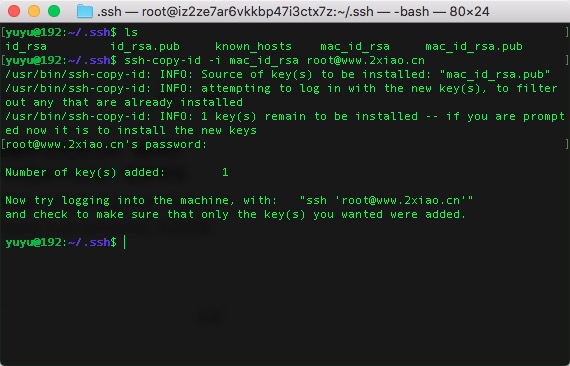 .ssh — root@iz2ze7ar6vkkbp47i3ctx7z:~/.ssh — -bash — 80×24
[yuyu@192:~/.ssh$ ls ]
id_rsa id_rsa.pub known_hosts mac_id_rsa mac_id_rsa.pub
[yuyu@192:~/.ssh$ ssh-copy-id -i mac_id_rsa root@www.2xiao.cn ]
/usr/bin/ssh-copy-id: INFO: Source of key(s) to be installed: "mac_id_rsa.pub"
/usr/bin/ssh-copy-id: INFO: attempting to log in with the new key(s), to filter
out any that are already installed
/usr/bin/ssh-copy-id: INFO: 1 key(s) remain to be installed -- if you are prompt
ed now it is to install the new keys
[root@www.2xiao.cn's password: ]
Number of key(s) added: 1
Now try logging into the machine, with: "ssh 'root@www.2xiao.cn'"
and check to make sure that only the key(s) you wanted were added.
yuyu@192:~/.ssh$